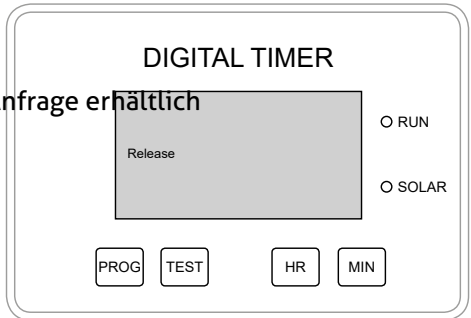 DIGITAL TIMER
nfrage erhältlich
RUN
Release
SOLAR
PROG TEST HR MIN